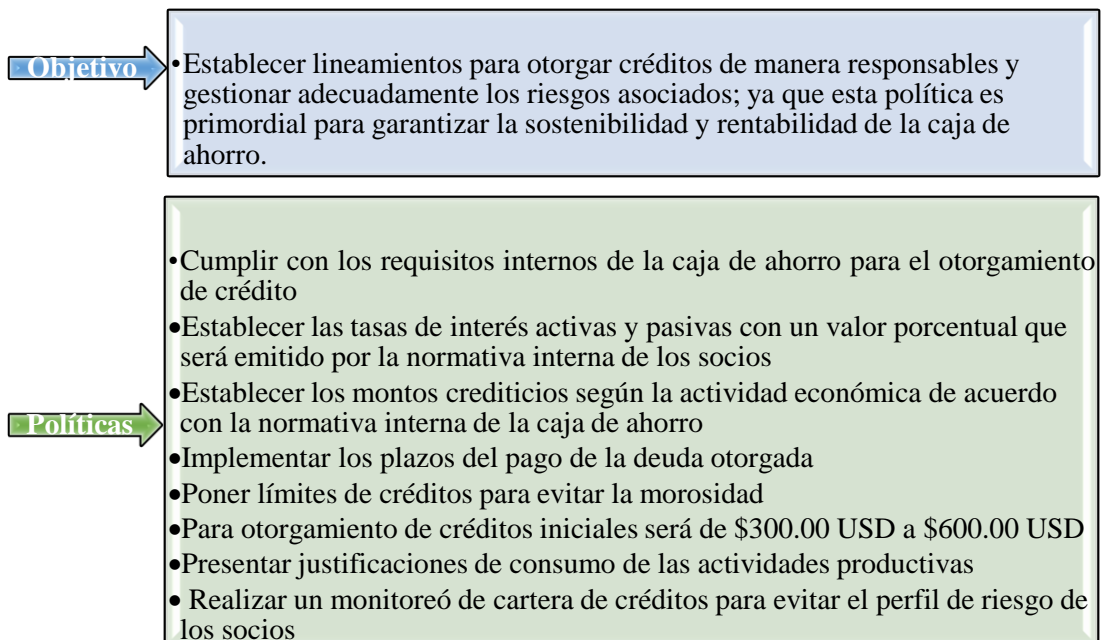 Objetivo
•Establecer lineamientos para otorgar créditos de manera responsables y
gestionar adecuadamente los riesgos asociados; ya que esta política es
primordial para garantizar la sostenibilidad y rentabilidad de la caja de
ahorro.
Políticas
•Cumplir con los requisitos internos de la caja de ahorro para el otorgamiento
de crédito
•Establecer las tasas de interés activas y pasivas con un valor porcentual que
será emitido por la normativa interna de los socios
•Establecer los montos crediticios según la actividad económica de acuerdo
con la normativa interna de la caja de ahorro
•Implementar los plazos del pago de la deuda otorgada
•Poner límites de créditos para evitar la morosidad
•Para otorgamiento de créditos iniciales será de $300.00 USD a $600.00 USD
•Presentar justificaciones de consumo de las actividades productivas
• Realizar un monitoreó de cartera de créditos para evitar el perfil de riesgo de
los socios